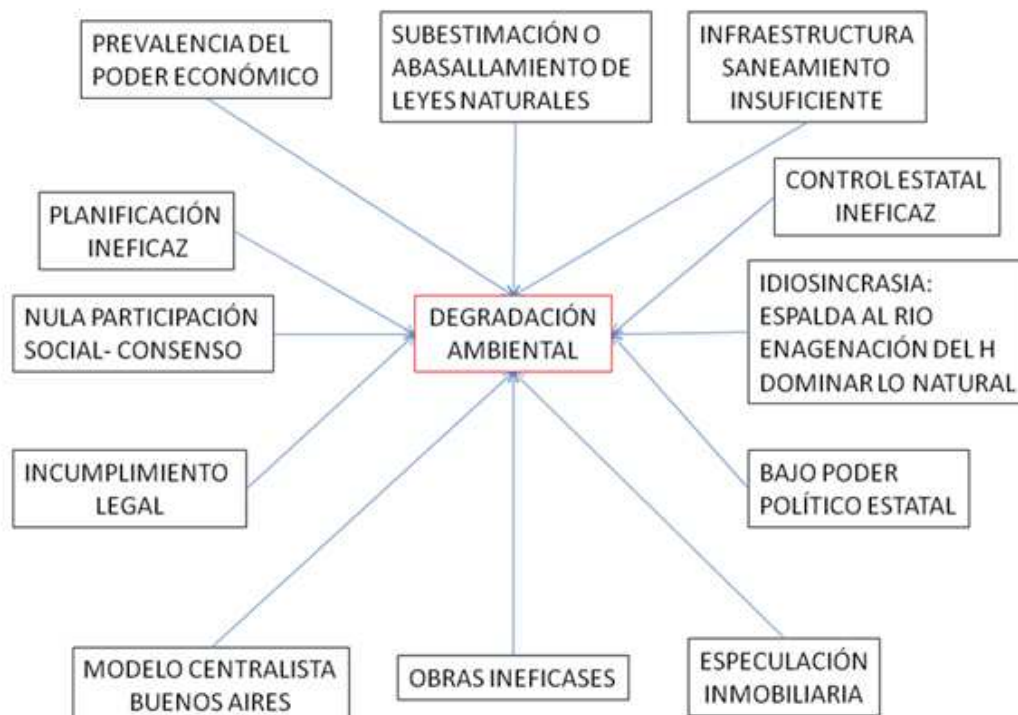 PREVALENCIA DEL
PODER ECONÓMICO
SUBESTIMACIÓN O
ABASALLAMIENTO DE
LEYES NATURALES
INFRAESTRUCTURA
SANEAMIENTO
INSUFICIENTE
PLANIFICACIÓN
INEFICAZ
CONTROL ESTATAL
INEFICAZ
NULA PARTICIPACIÓN
SOCIAL- CONSENSO
DEGRADACIÓN
AMBIENTAL
IDIOSINCRASIA:
ESPALDA AL RIO
ENAGENACIÓN DEL H
DOMINAR LO NATURAL
INCUMPLIMIENTO
LEGAL
BAJO PODER
POLÍTICO ESTATAL
MODELO CENTRALISTA
BUENOS AIRES
OBRAS INEFICASES
ESPECULACIÓN
INMOBILIARIA